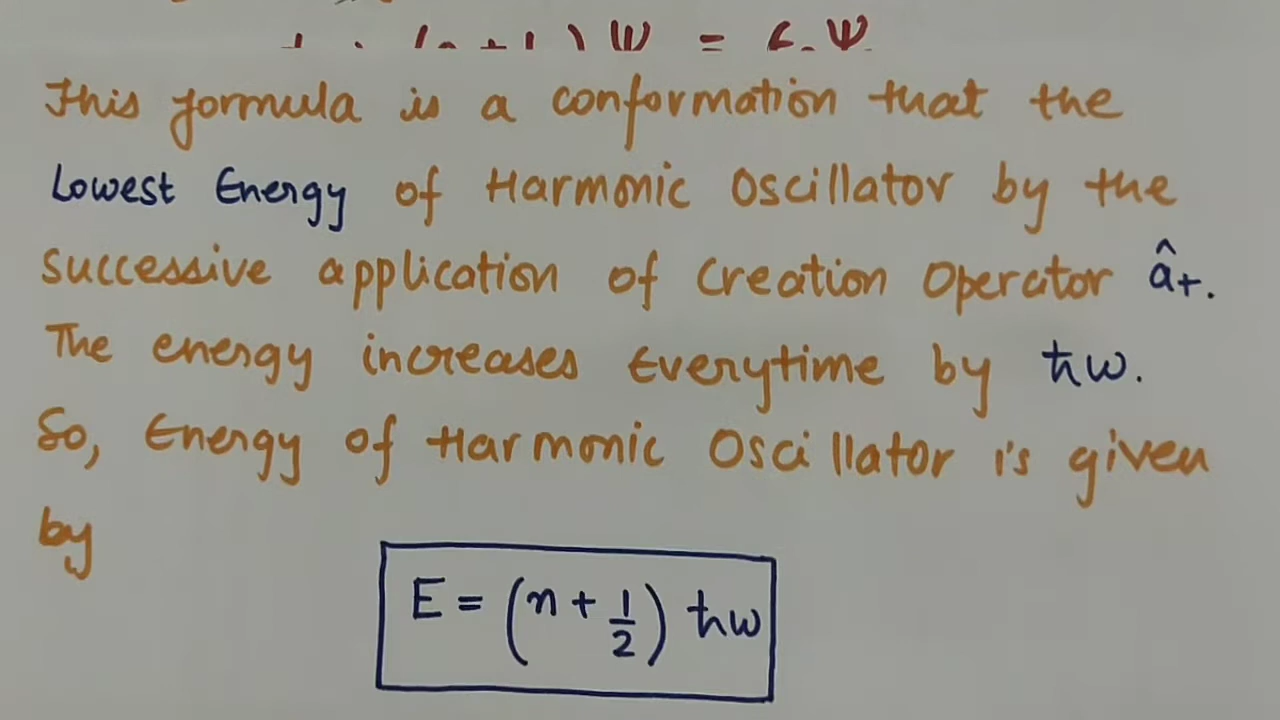 This formula is a conformation that the
Lowest Energy of Harmonic Oscillator by the
successive application of Creation Operator â₊.
The energy increases Everytime by ħω.
So, Energy of Harmonic Oscillator is given
by
E = (n + 1/2) ħω